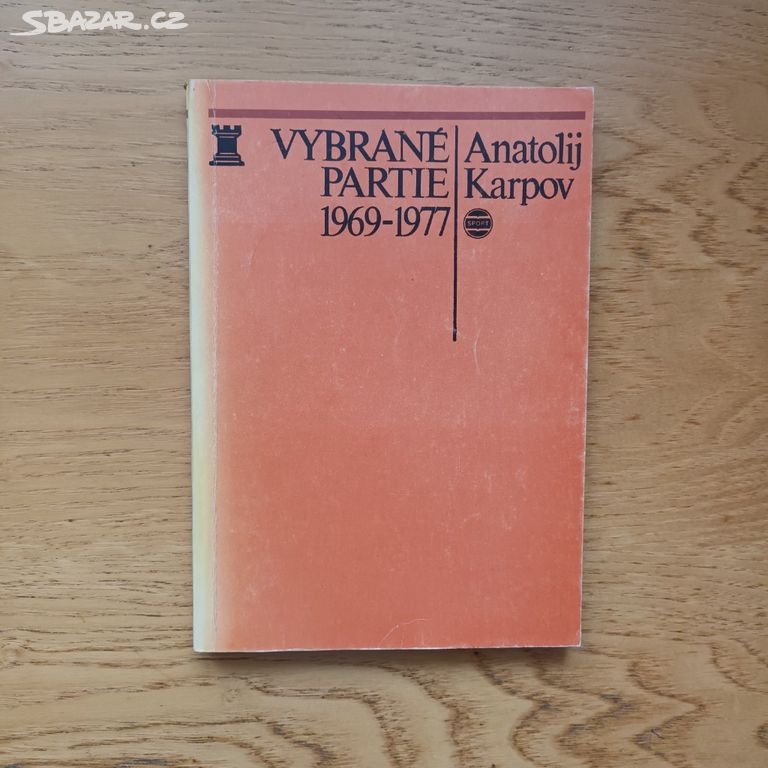 SBAZAR.CZ
VYBRANÉ
PARTIE
1969-1977
Anatolij
Karpov
SPORT